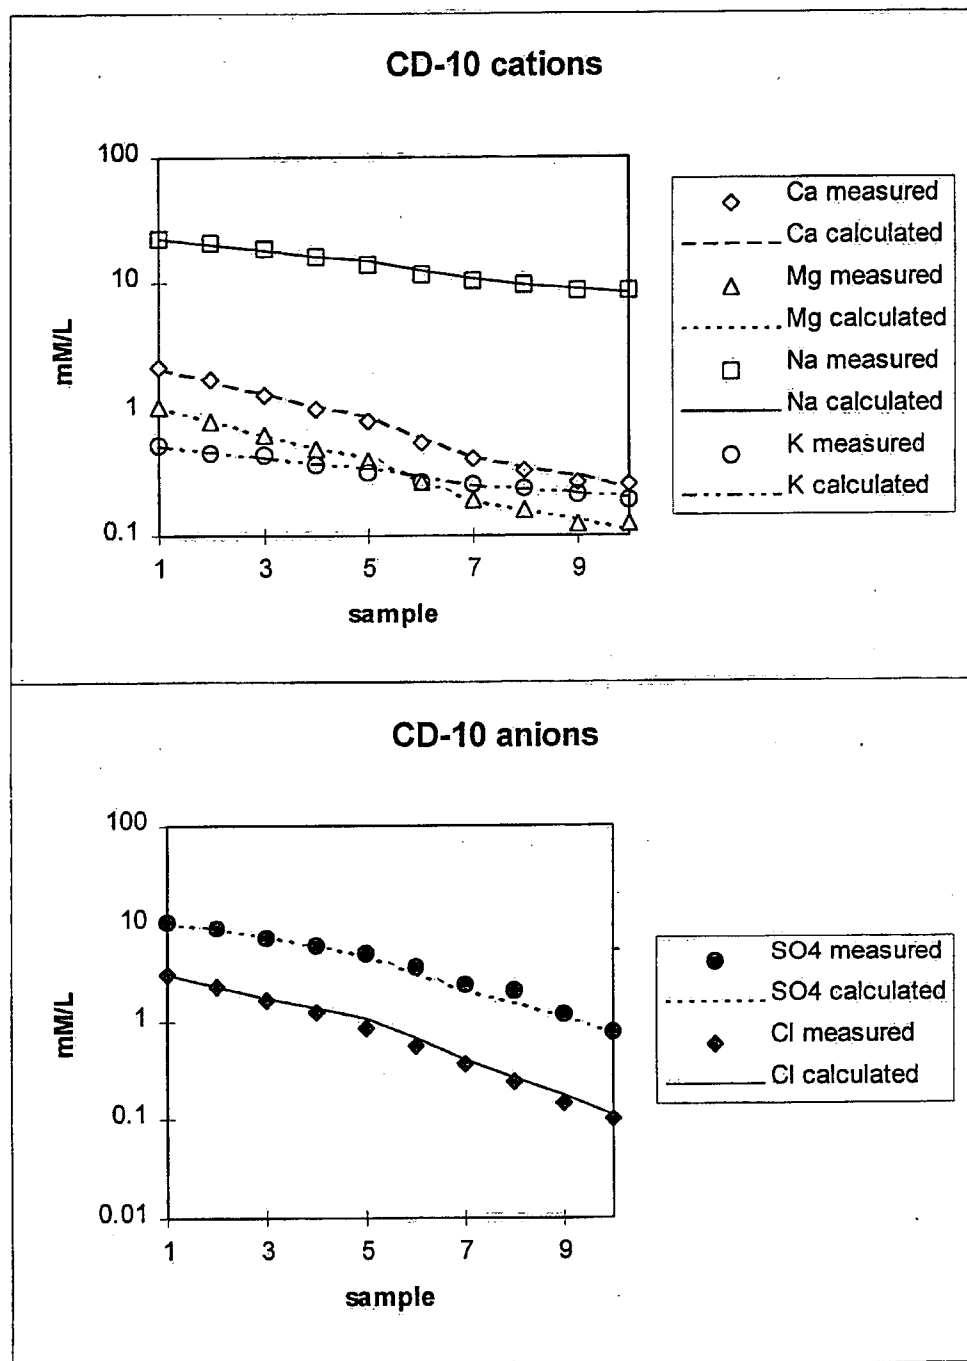 CD-10 cations
100
10
1
0.1
mM/L
1 3 5 7 9
sample
Ca measured
Ca calculated
Mg measured
Mg calculated
Na measured
Na calculated
K measured
K calculated
CD-10 anions
100
10
1
0.1
0.01
mM/L
1 3 5 7 9
sample
SO4 measured
SO4 calculated
Cl measured
Cl calculated